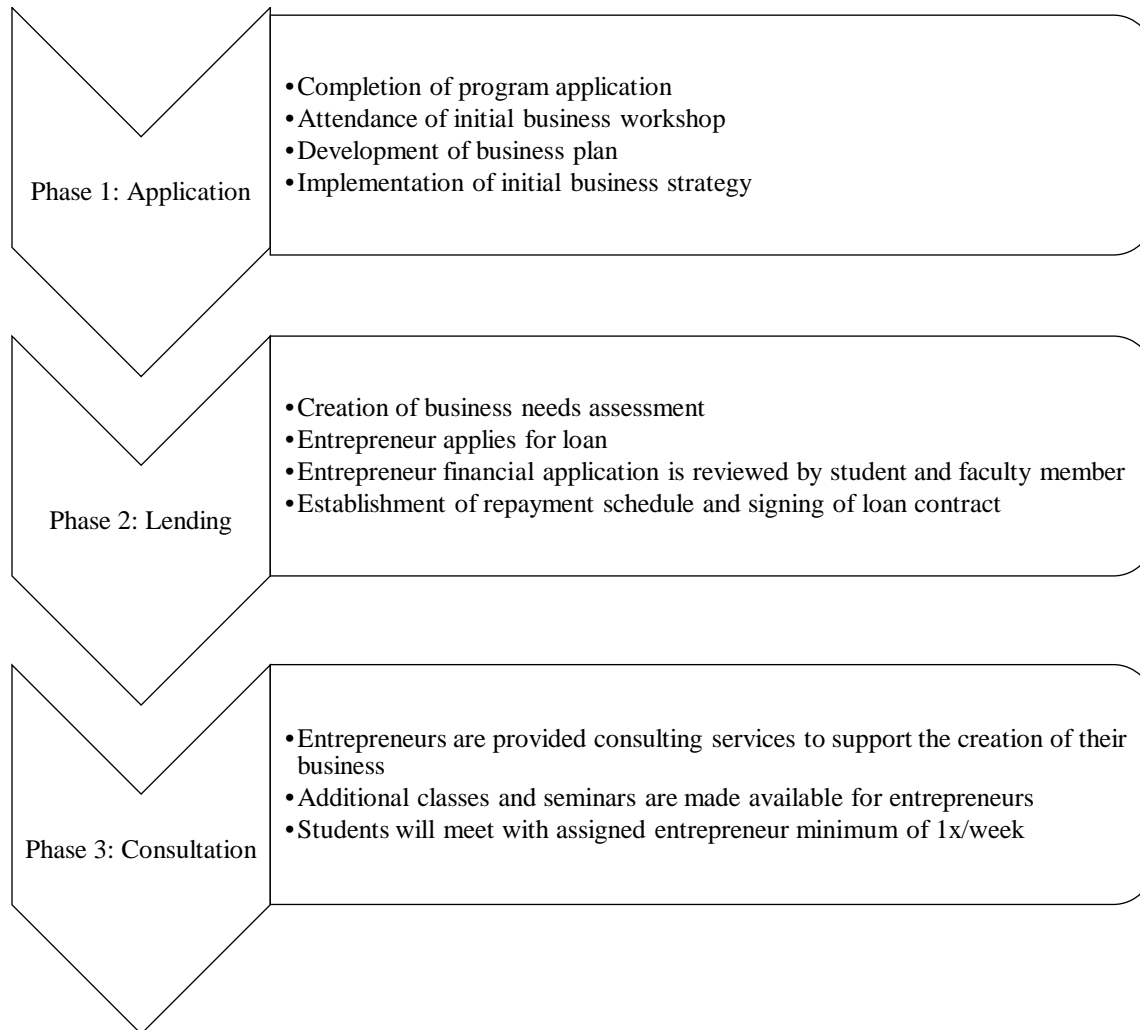 Phase 1: Application
•Completion of program application
•Attendance of initial business workshop
•Development of business plan
•Implementation of initial business strategy
Phase 2: Lending
•Creation of business needs assessment
•Entrepreneur applies for loan
•Entrepreneur financial application is reviewed by student and faculty member
•Establishment of repayment schedule and signing of loan contract
Phase 3: Consultation
•Entrepreneurs are provided consulting services to support the creation of their
business
•Additional classes and seminars are made available for entrepreneurs
•Students will meet with assigned entrepreneur minimum of 1x/week